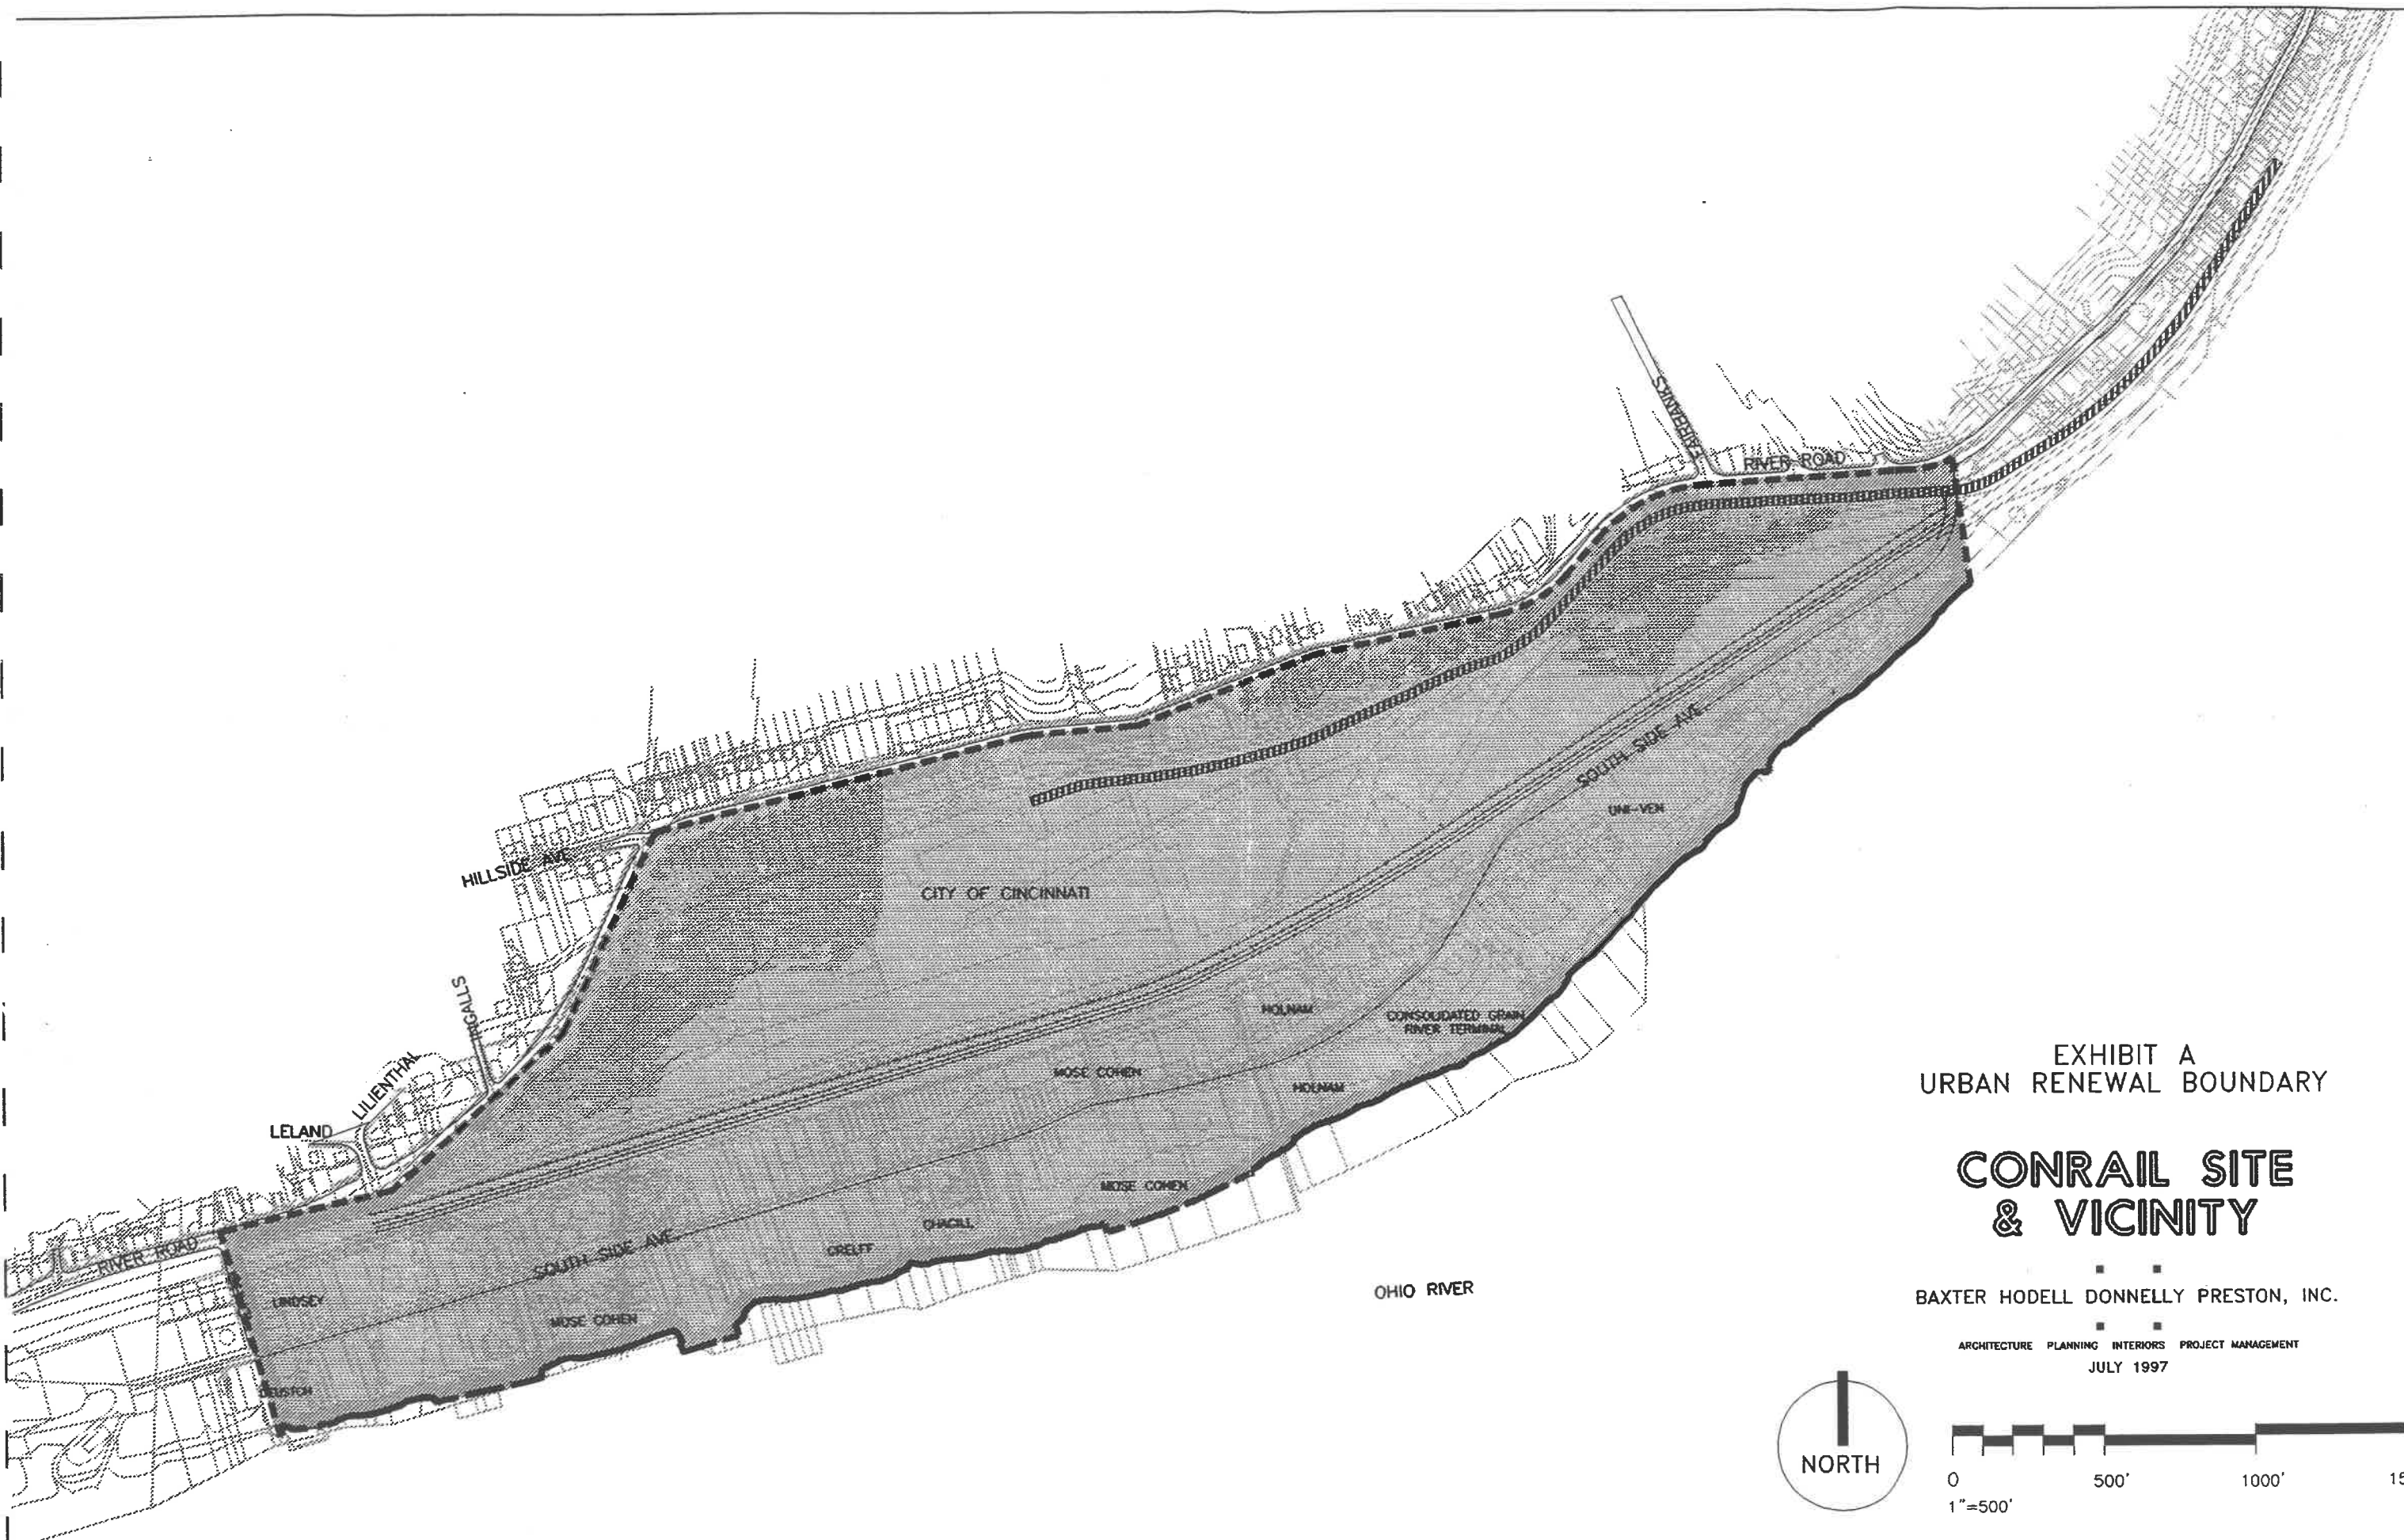 FAIRBANKS
RIVER ROAD
SOUTH SIDE AVE.
UNI-VEN
HILLSIDE AVE.
CITY OF CINCINNATI
INGALLS
HOLNAM
CONSOLIDATED GRAIN
RIVER TERMINAL
LILIENTHAL
MOSE COHEN
HOLNAM
LELAND
MOSE COHEN
RIVER ROAD
SOUTH SIDE AVE.
LINDSEY
MOSE COHEN
OHIO RIVER
EXHIBIT A
URBAN RENEWAL BOUNDARY
CONRAIL SITE
& VICINITY
BAXTER HODELL DONNELLY PRESTON, INC.
ARCHITECTURE PLANNING INTERIORS PROJECT MANAGEMENT
JULY 1997
NORTH
0 500' 1000' 15
1"=500'